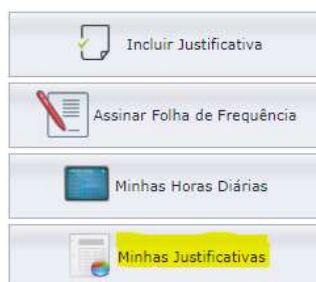 Incluir Justificativa
Assinar Folha de Frequência
Minhas Horas Diárias
Minhas Justificativas